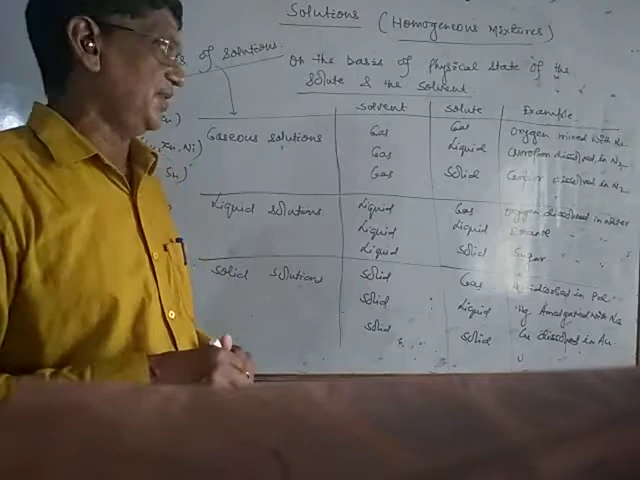 Solutions (Homogeneous Mixtures)
of solutions. On the basis of Physical state of the
solute & the solvent.
solvent solute Example
Gaseous solutions Gas Gas Oxygen mixed with N₂
Gas Liquid Chloroform dissolved in N₂
Gas Solid Camphor dissolved in N₂
Liquid solutions Liquid Gas Oxygen dissolved in water
Liquid Liquid Ethanol " "
Liquid Solid Sugar " "
Solid solutions solid Gas H₂ in Pd
Solid Liquid Hg Amalgated with Na
Solid Solid Cu dissolved in Au